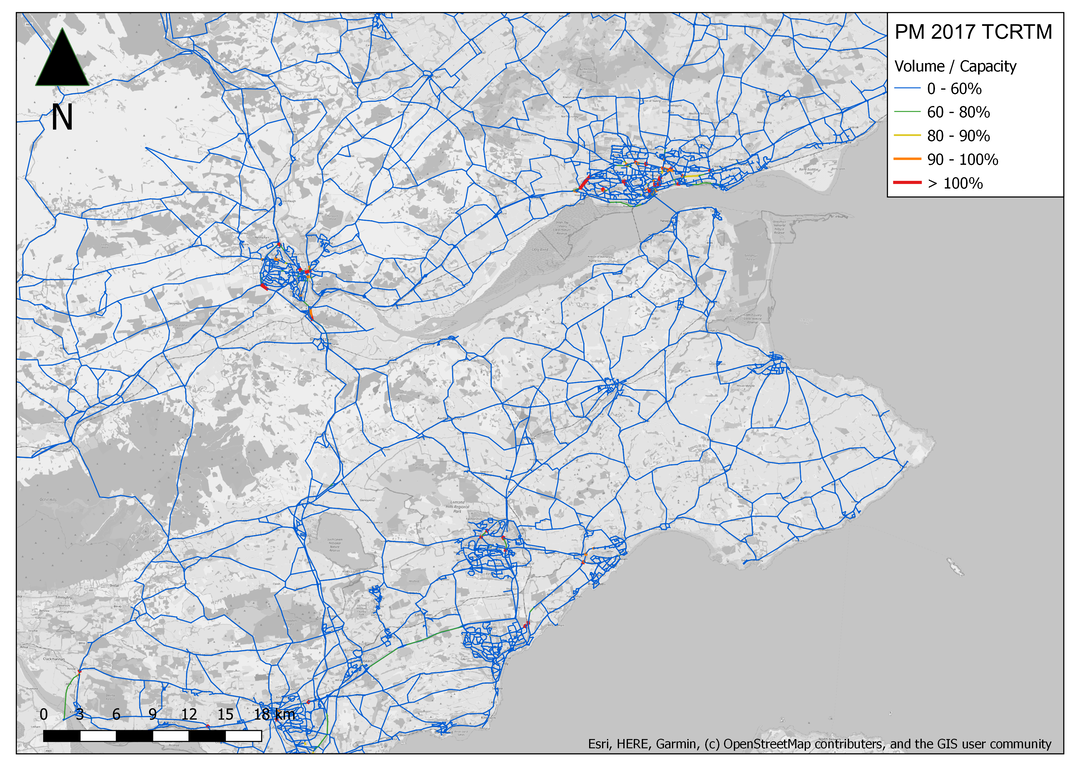 PM 2017 TCRTM
Volume / Capacity
0 - 60%
60 - 80%
80 - 90%
90 - 100%
> 100%
N
0 3 6 9 12 15 18 km
Esri, HERE, Garmin, (c) OpenStreetMap contributors, and the GIS user community